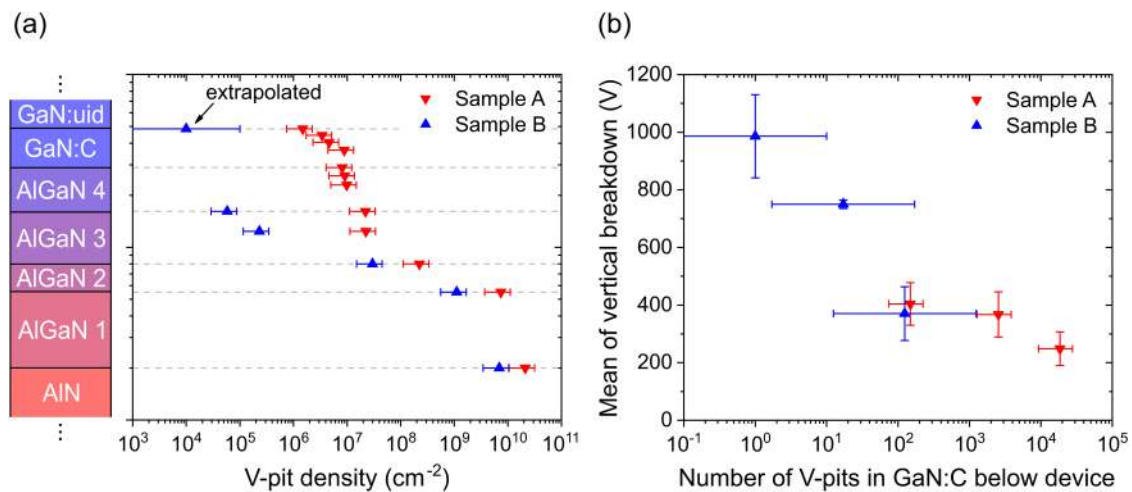 (a)
⋮
GaN:uid
GaN:C
AlGaN 4
AlGaN 3
AlGaN 2
AlGaN 1
AlN
⋮
extrapolated
Sample A
Sample B
10³ 10⁴ 10⁵ 10⁶ 10⁷ 10⁸ 10⁹ 10¹⁰ 10¹¹
V-pit density (cm⁻²)
(b)
Mean of vertical breakdown (V)
1200
1000
800
600
400
200
0
Sample A
Sample B
10⁻¹ 10⁰ 10¹ 10² 10³ 10⁴ 10⁵
Number of V-pits in GaN:C below device